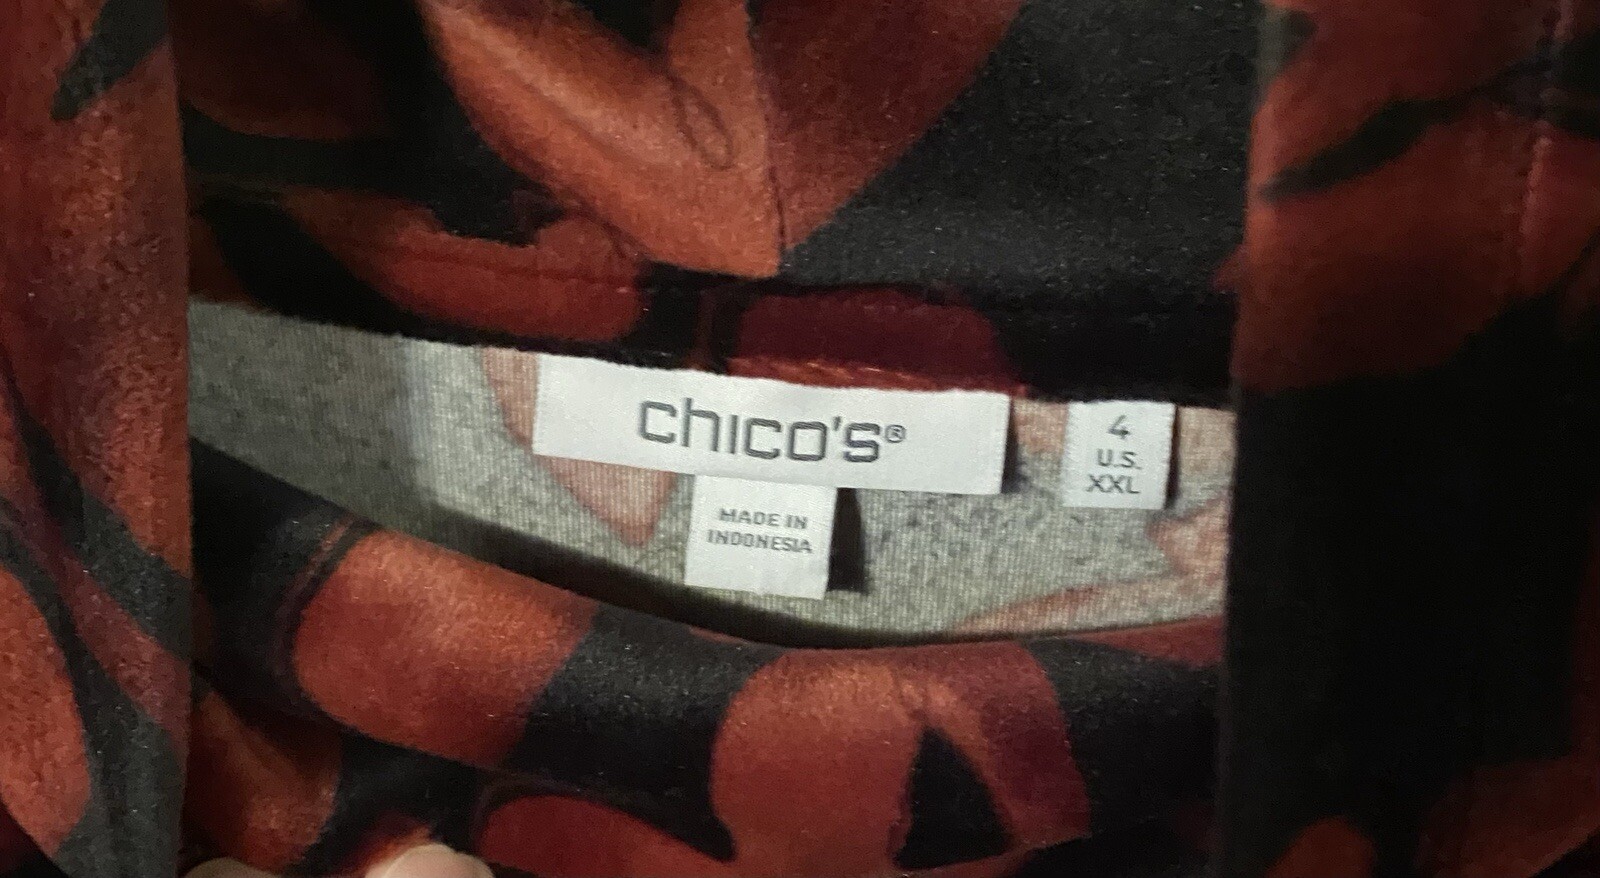 chico's®
4
U.S.
XXL
MADE IN
INDONESIA